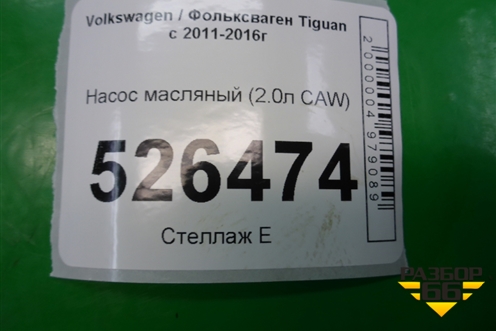 Volkswagen / Фольксваген Tiguan
с 2011-2016г
Насос масляный (2.0л CAW)
526474
Стеллаж E
2000004979089
РАЗБОР
66